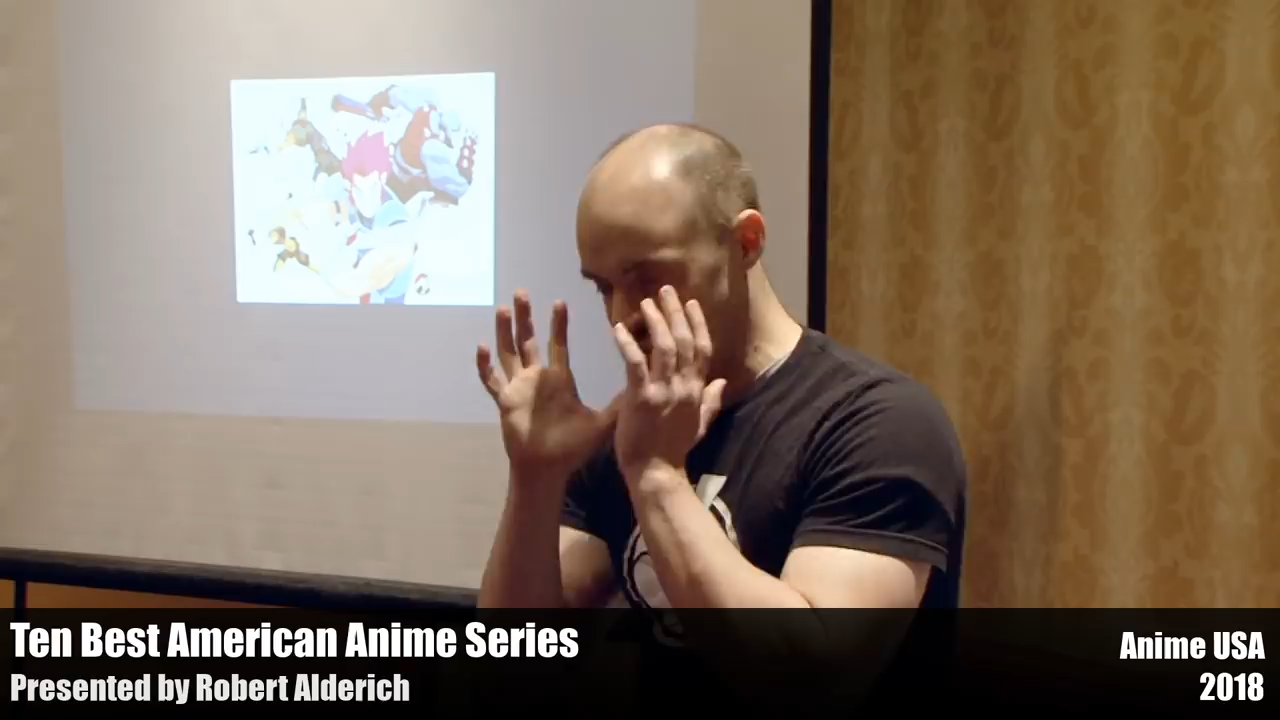 Ten Best American Anime Series
Presented by Robert Alderich
Anime USA
2018